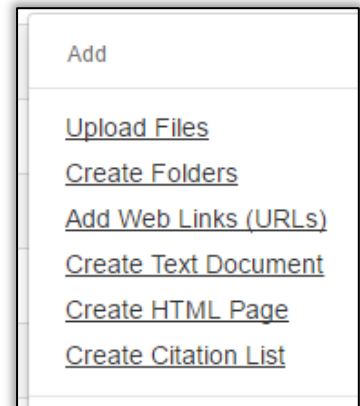 Add
Upload Files
Create Folders
Add Web Links (URLs)
Create Text Document
Create HTML Page
Create Citation List